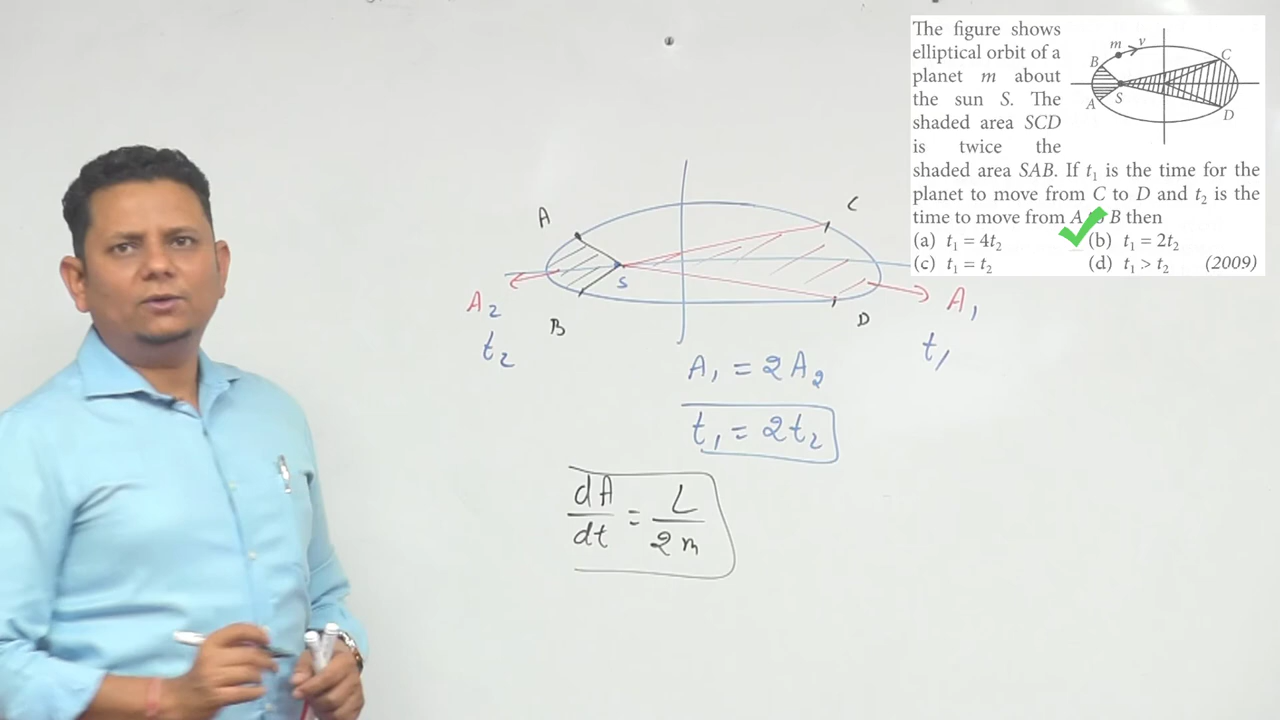 The figure shows
elliptical orbit of a
planet m about
the sun S. The
shaded area SCD
is twice the
shaded area SAB. If t₁ is the time for the
planet to move from C to D and t₂ is the
time to move from A B then
(a) t₁ = 4t₂
(b) t₁ = 2t₂
(c) t₁ = t₂
(d) t₁ > t₂ (2009)
m v
B
C
A
S
D
A
C
S
B
D
A₂
t₂
A₁
t₁
A₁ = 2A₂
t₁ = 2t₂
dA/dt = L/2m